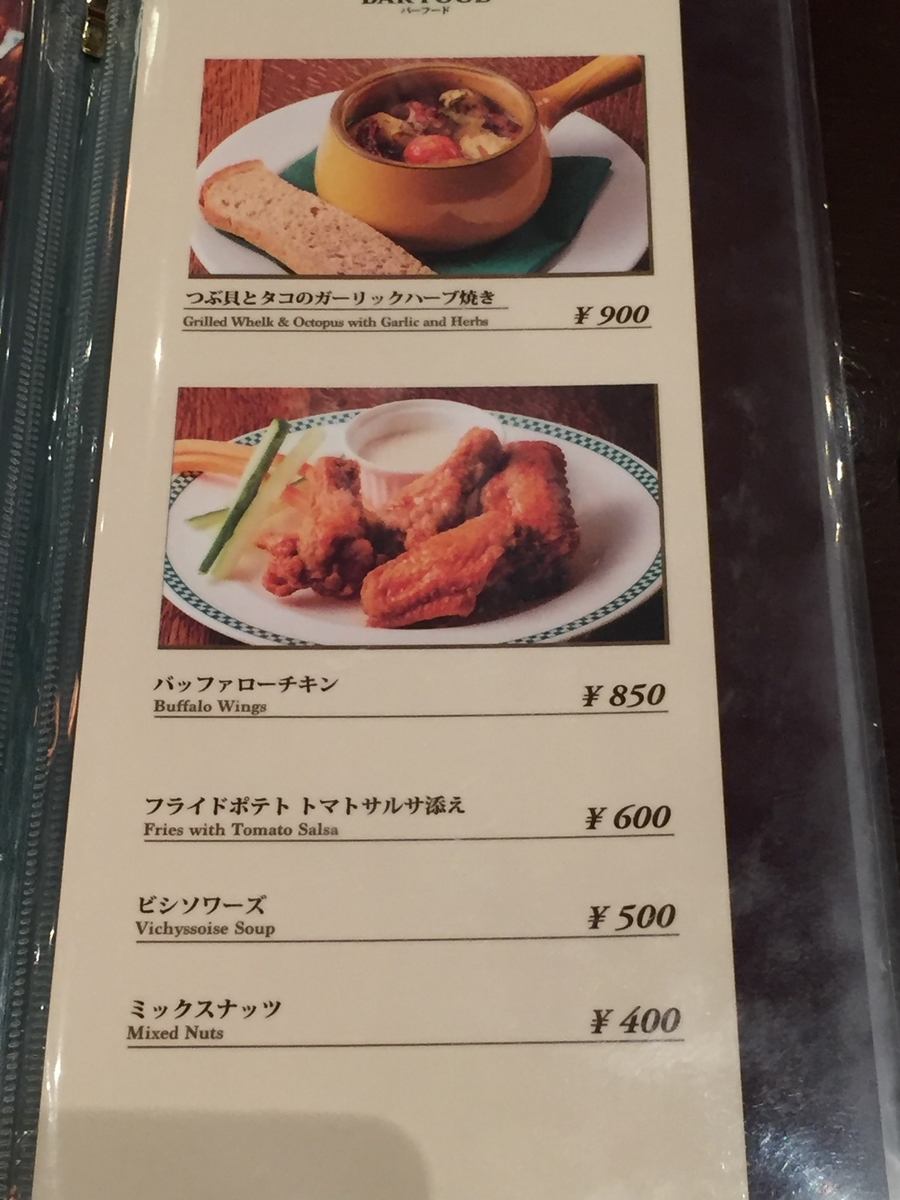 BAR FOOD
バーフード
つぶ貝とタコのガーリックハーブ焼き
Grilled Whelk & Octopus with Garlic and Herbs
¥ 900
バッファローチキン
Buffalo Wings
¥ 850
フライドポテト トマトサルサ添え
Fries with Tomato Salsa
¥ 600
ビシソワーズ
Vichyssoise Soup
¥ 500
ミックスナッツ
Mixed Nuts
¥ 400